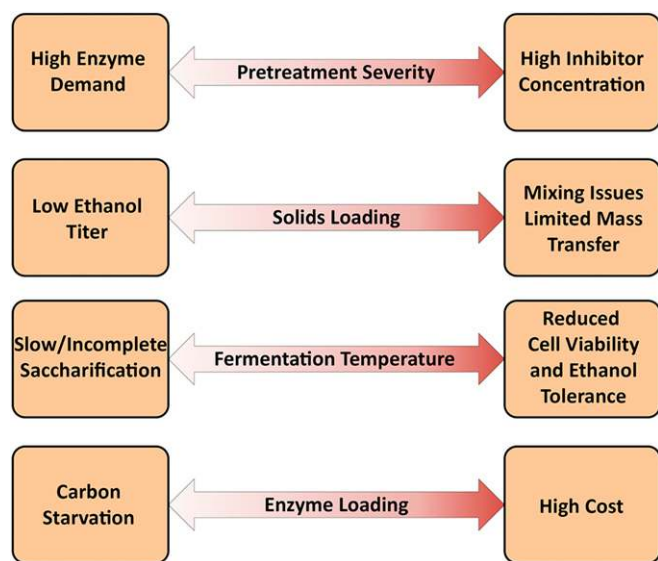 High Enzyme
Demand
Pretreatment Severity
High Inhibitor
Concentration
Low Ethanol
Titer
Solids Loading
Mixing Issues
Limited Mass
Transfer
Slow/Incomplete
Saccharification
Fermentation Temperature
Reduced
Cell Viability
and Ethanol
Tolerance
Carbon
Starvation
Enzyme Loading
High Cost